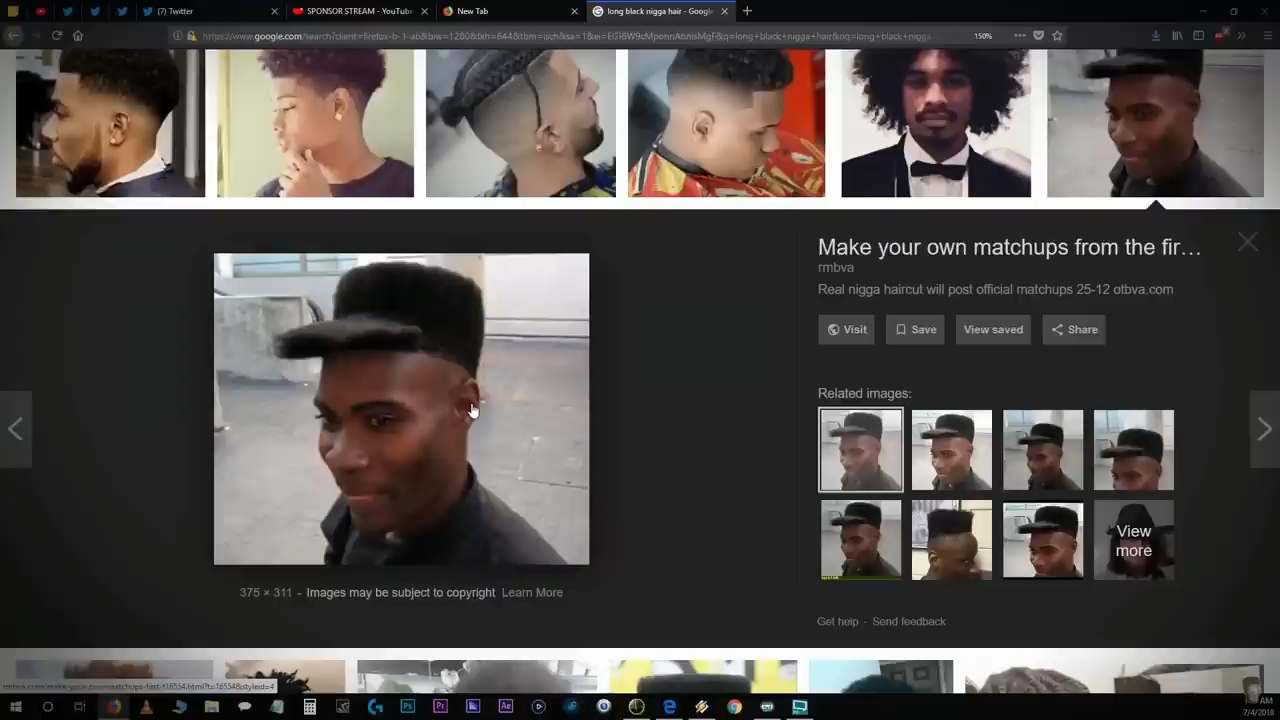 (7) Twitter
SPONSOR STREAM - YouTube
New Tab
long black nigga hair - Google
150%
Make your own matchups from the fir…
rmbva
Real nigga haircut will post official matchups 25-12 otbva.com
Visit
Save
View saved
Share
Related images:
View more
375 × 311 - Images may be subject to copyright Learn More
Get help - Send feedback
7/4/2018